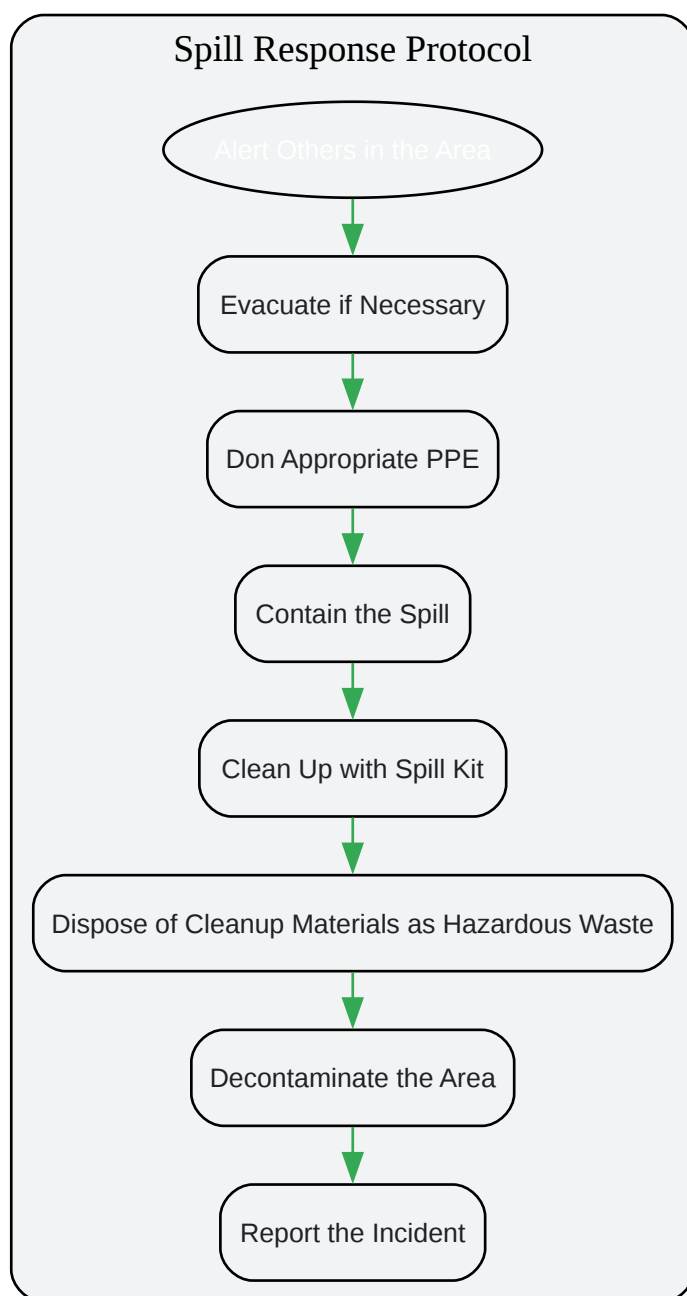 Spill Response Protocol
Alert Others in the Area
Evacuate if Necessary
Don Appropriate PPE
Contain the Spill
Clean Up with Spill Kit
Dispose of Cleanup Materials as Hazardous Waste
Decontaminate the Area
Report the Incident